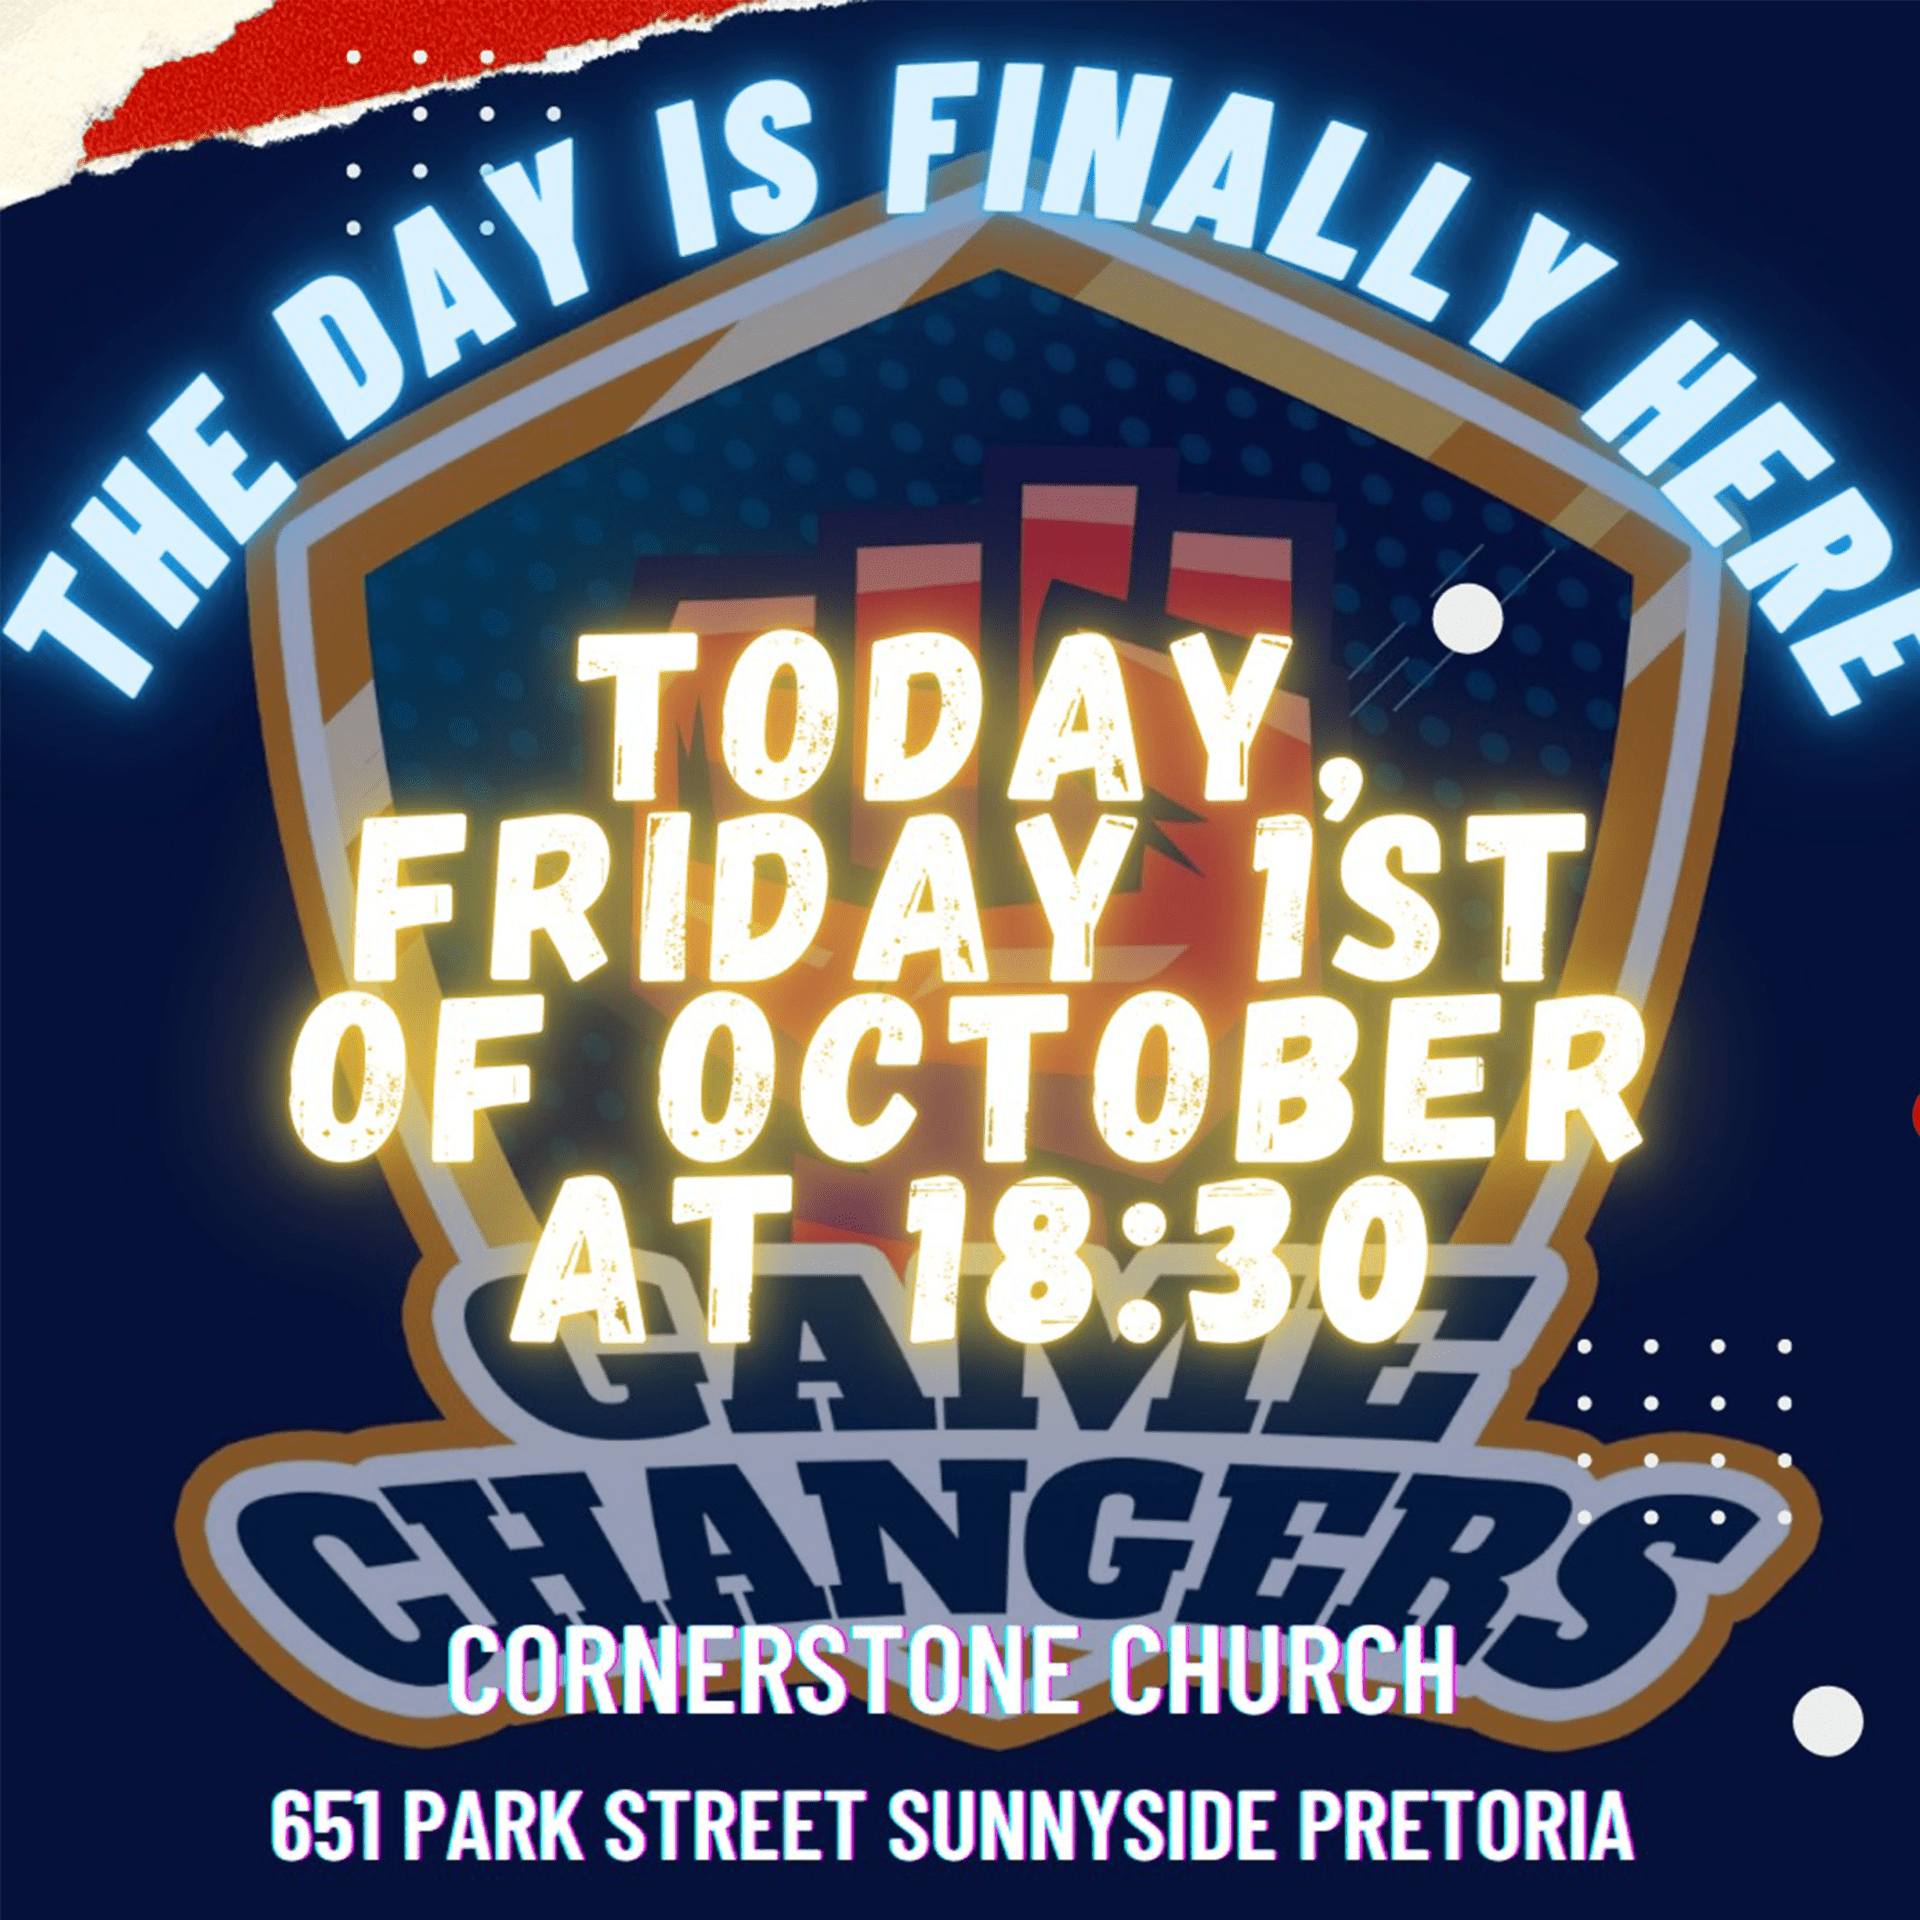 THE DAY IS FINALLY HERE
TODAY,
FRIDAY 1ST
OF OCTOBER
AT 18:30
GAME
CHANGERS
CORNERSTONE CHURCH
651 PARK STREET SUNNYSIDE PRETORIA